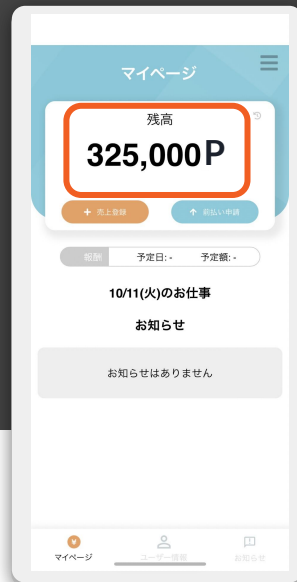 マイページ
残高
325,000P
+ 売上登録
↑ 前払い申請
報酬 予定日: - 予定額: -
10/11(火)のお仕事
お知らせ
お知らせはありません
マイページ ユーザー情報 お知らせ